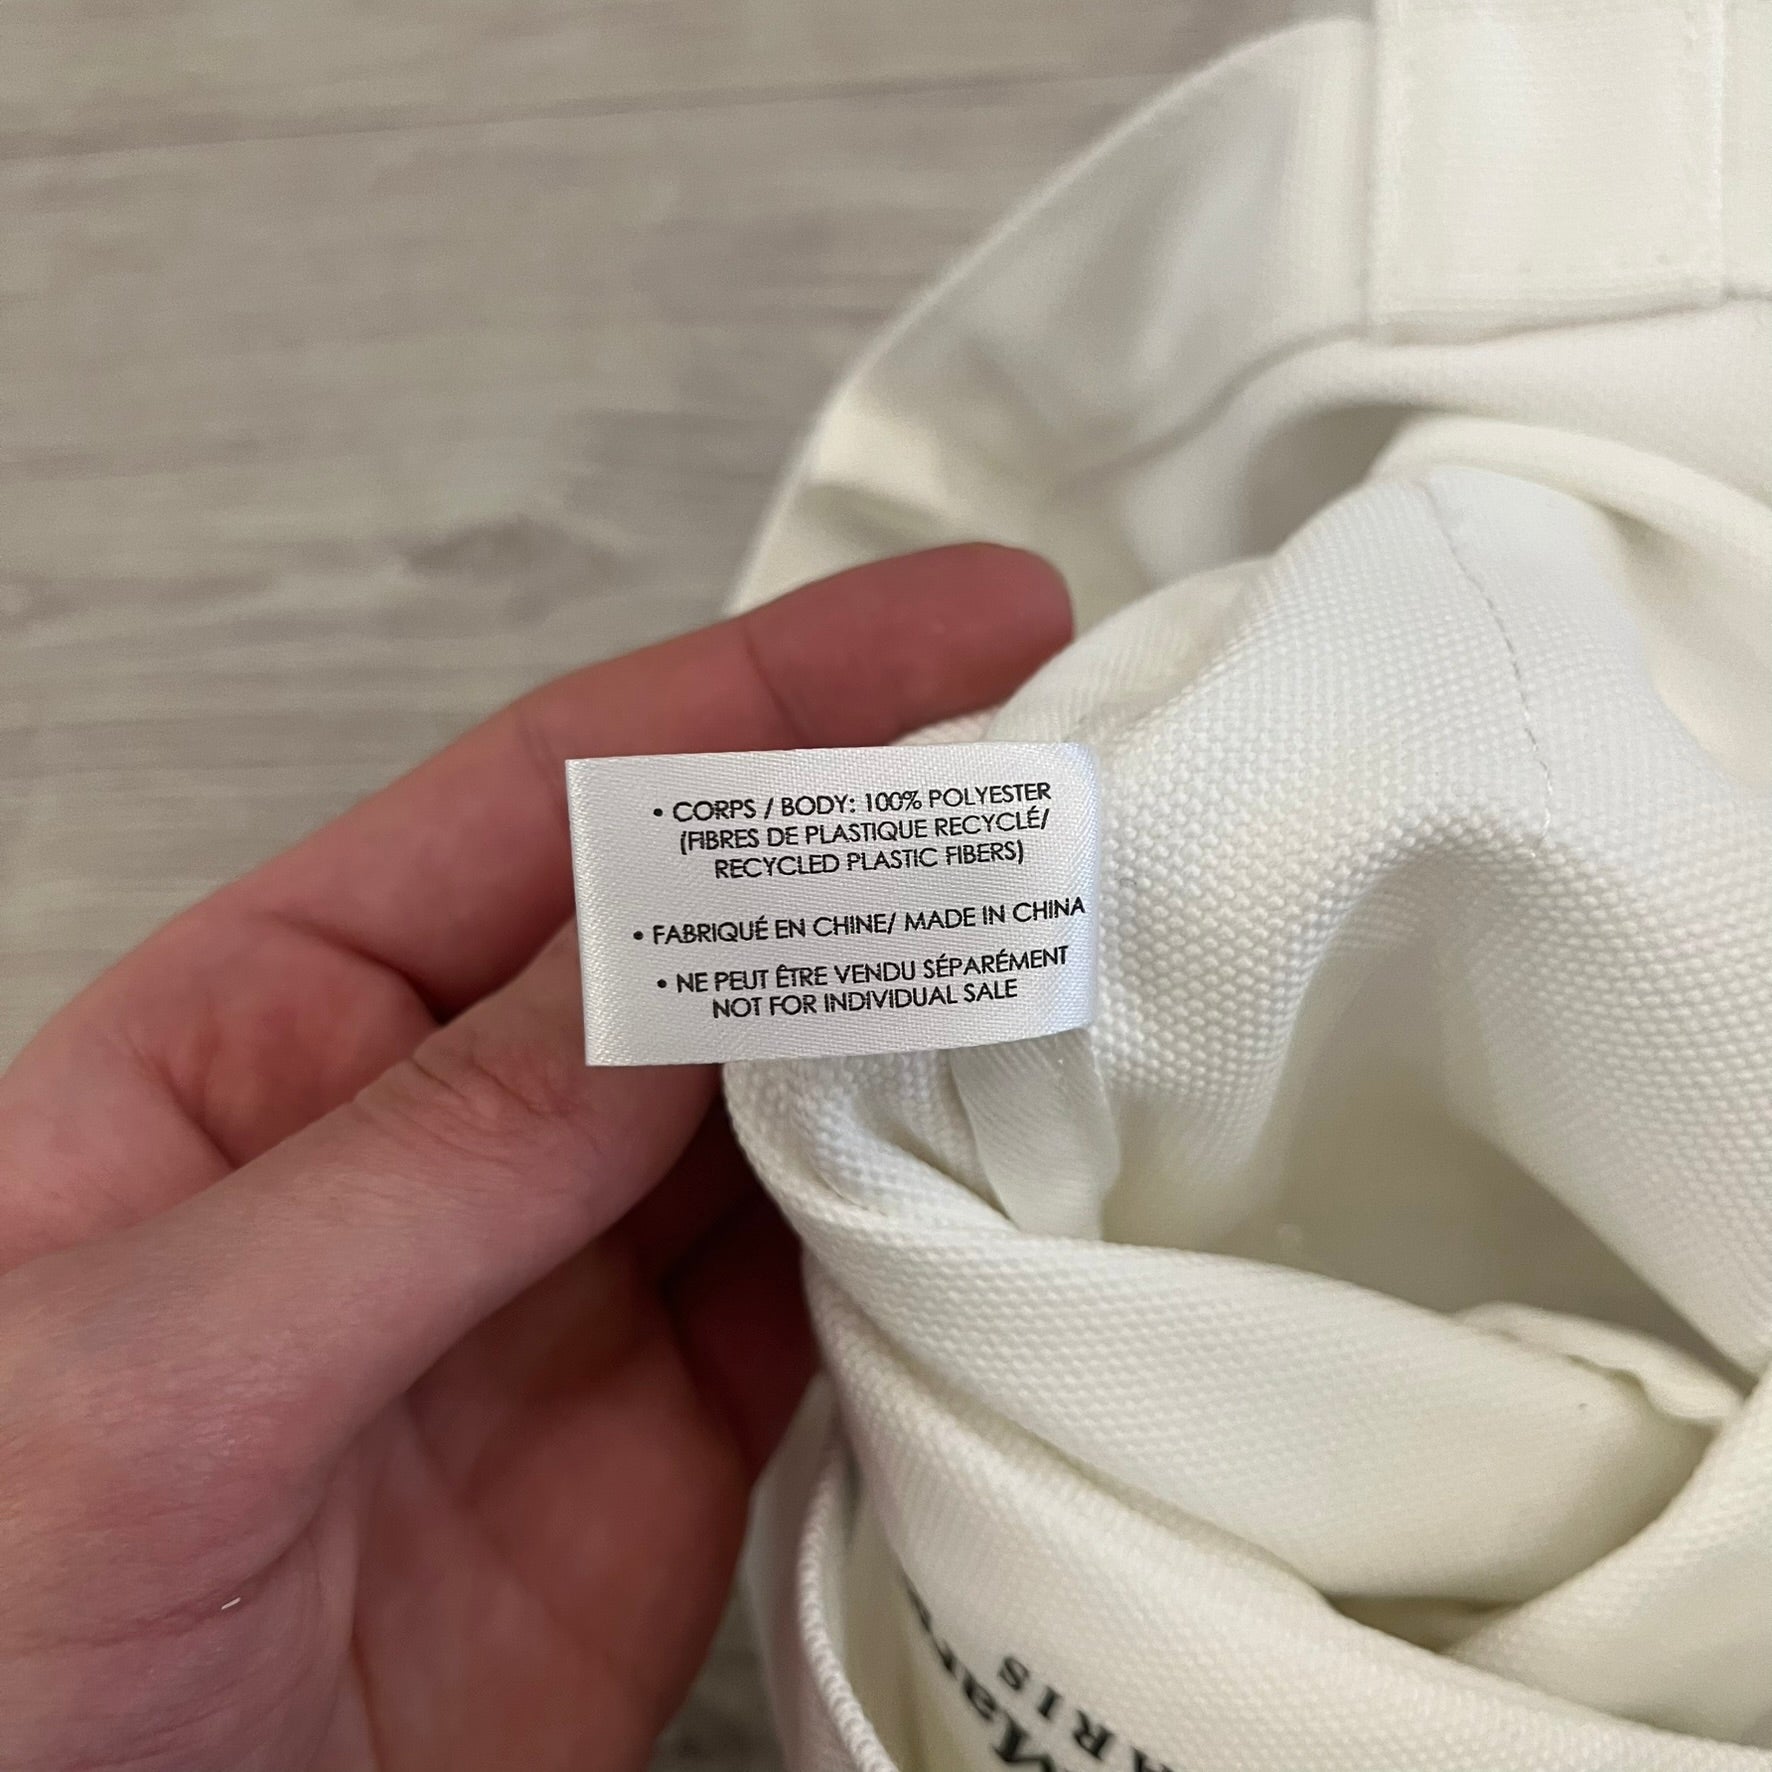 • CORPS / BODY: 100% POLYESTER
(FIBRES DE PLASTIQUE RECYCLÉ/
RECYCLED PLASTIC FIBERS)
• FABRIQUÉ EN CHINE/ MADE IN CHINA
• NE PEUT ÊTRE VENDU SÉPARÉMENT
NOT FOR INDIVIDUAL SALE